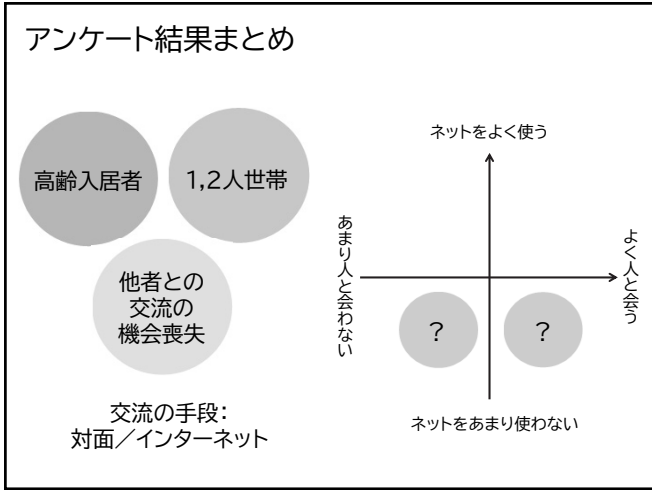 アンケート結果まとめ
高齢入居者
1,2人世帯
他者との
交流の
機会喪失
交流の手段：
対面／インターネット
ネットをよく使う
あまり人と会わない
よく人と会う
?
?
ネットをあまり使わない